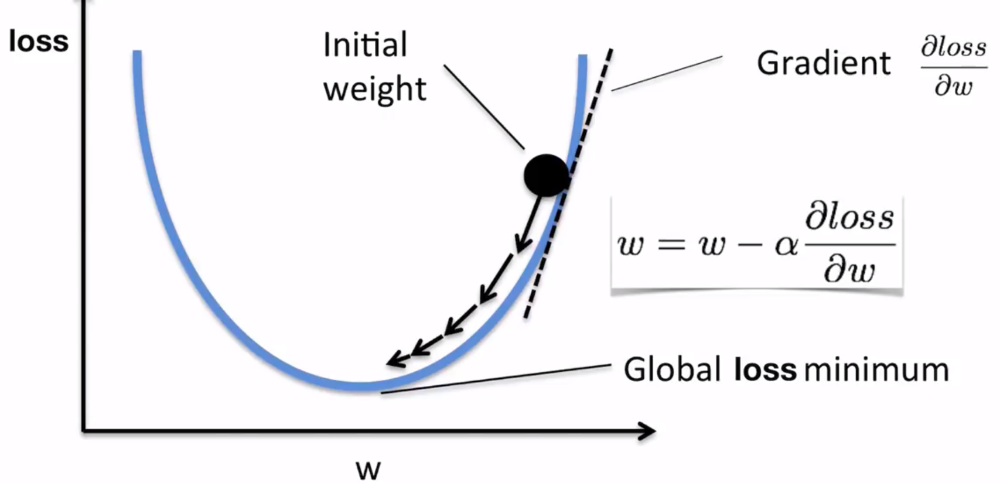 loss
Initial
weight
Gradient ∂loss/∂w
w = w − α ∂loss/∂w
Global loss minimum
w